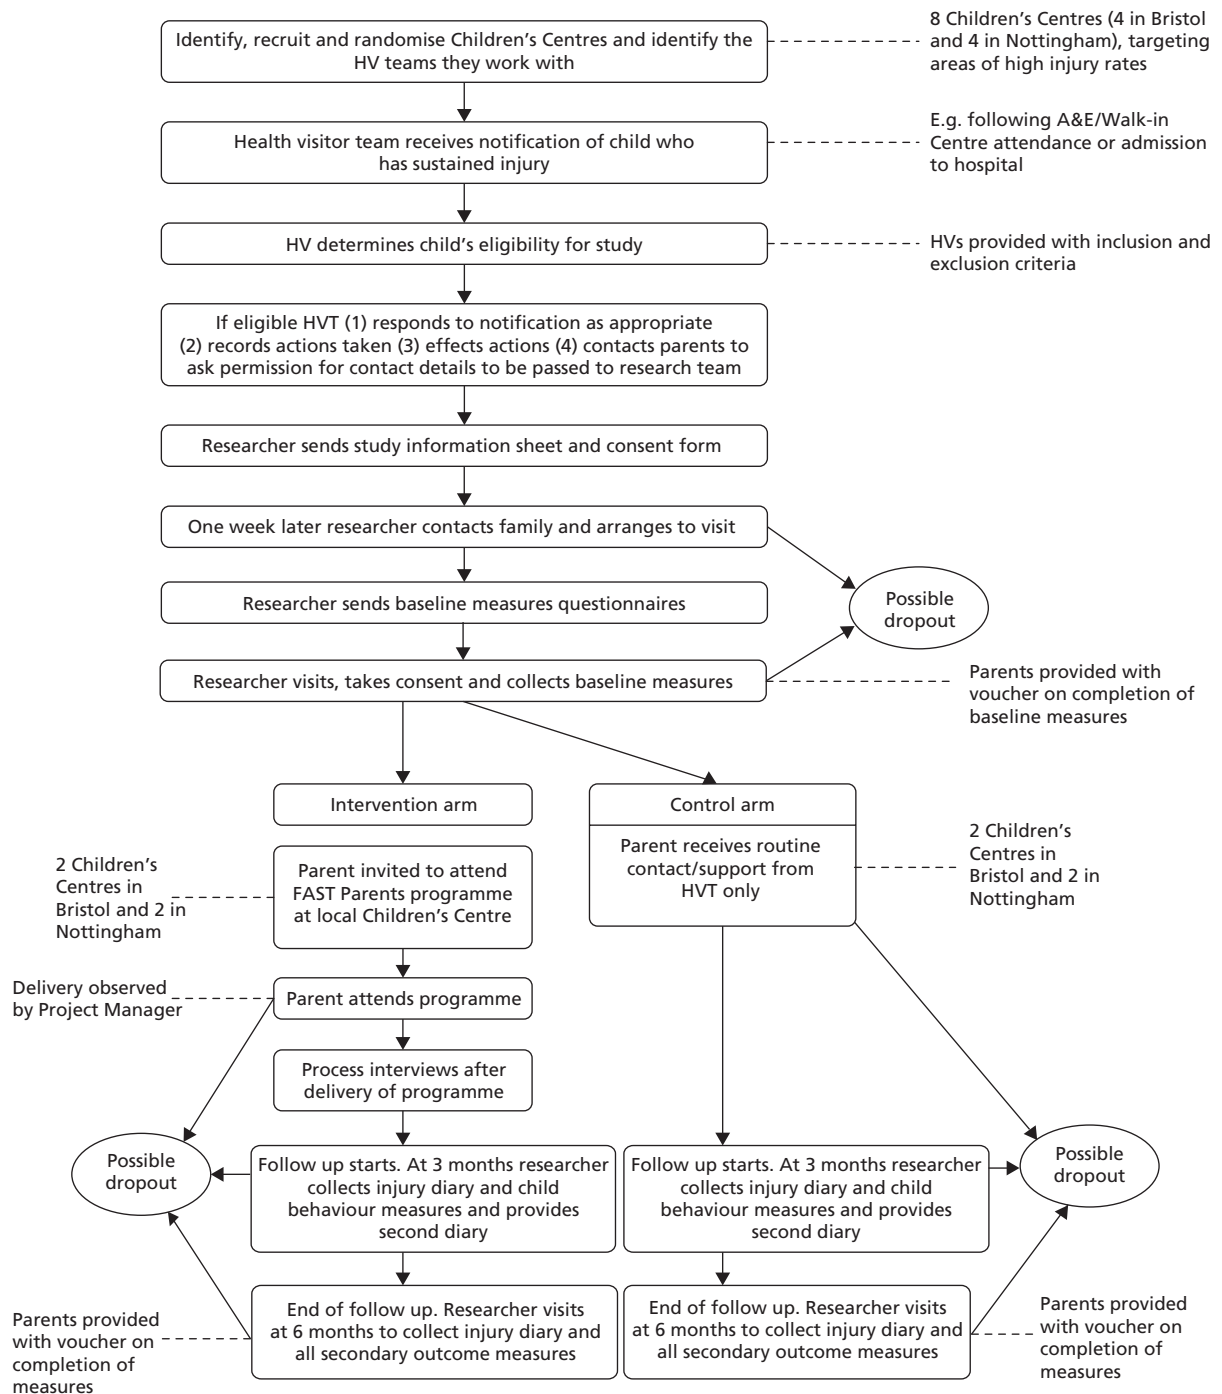 Identify, recruit and randomise Children's Centres and identify the
HV teams they work with
8 Children's Centres (4 in Bristol
and 4 in Nottingham), targeting
areas of high injury rates
Health visitor team receives notification of child who
has sustained injury
E.g. following A&E/Walk-in
Centre attendance or admission
to hospital
HV determines child's eligibility for study
HVs provided with inclusion and
exclusion criteria
If eligible HVT (1) responds to notification as appropriate
(2) records actions taken (3) effects actions (4) contacts parents to
ask permission for contact details to be passed to research team
Researcher sends study information sheet and consent form
One week later researcher contacts family and arranges to visit
Possible
dropout
Researcher sends baseline measures questionnaires
Researcher visits, takes consent and collects baseline measures
Parents provided with
voucher on completion of
baseline measures
Intervention arm
Control arm
2 Children's
Centres in
Bristol and 2 in
Nottingham
Parent invited to attend
FAST Parents programme
at local Children's Centre
Parent receives routine
contact/support from
HVT only
2 Children's
Centres in
Bristol and 2 in
Nottingham
Delivery observed
by Project Manager
Parent attends programme
Process interviews after
delivery of programme
Possible
dropout
Follow up starts. At 3 months researcher
collects injury diary and child
behaviour measures and provides
second diary
Follow up starts. At 3 months researcher
collects injury diary and child
behaviour measures and provides
second diary
Possible
dropout
Parents provided
with voucher on
completion of
measures
End of follow up. Researcher visits
at 6 months to collect injury diary and
all secondary outcome measures
End of follow up. Researcher visits
at 6 months to collect injury diary and
all secondary outcome measures
Parents provided
with voucher on
completion of
measures